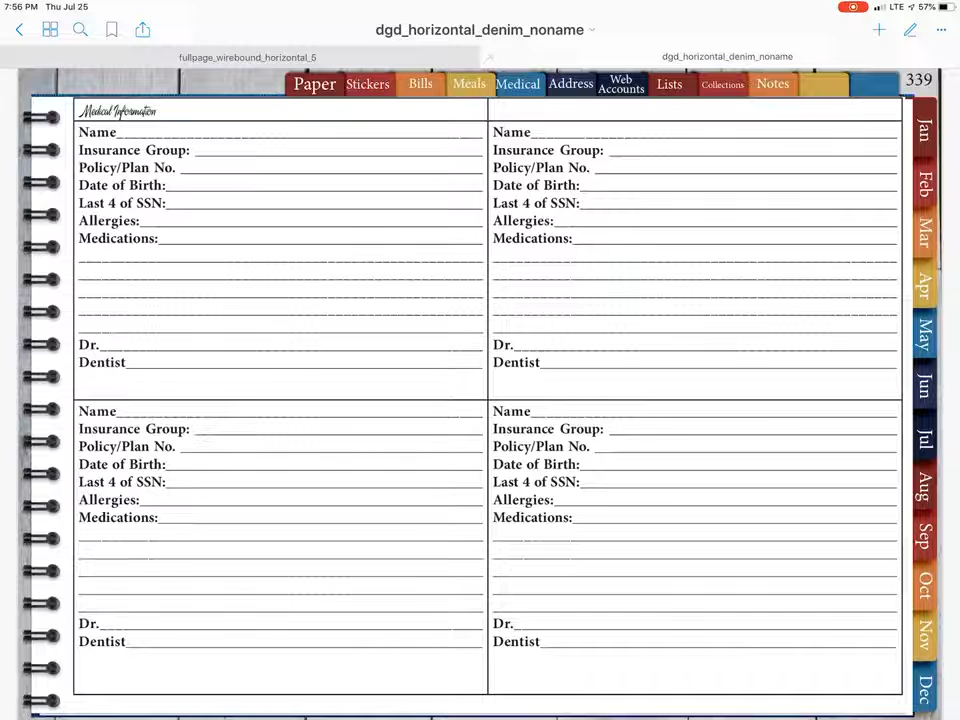 7:56 PM Thu Jul 25
LTE 57%
dgd_horizontal_denim_noname
fullpage_wirebound_horizontal_5
dgd_horizontal_denim_noname
Paper Stickers Bills Meals Medical Address Web Accounts Lists Collections Notes
339
Medical Information
Name
Insurance Group:
Policy/Plan No.
Date of Birth:
Last 4 of SSN:
Allergies:
Medications:
Dr.
Dentist
Name
Insurance Group:
Policy/Plan No.
Date of Birth:
Last 4 of SSN:
Allergies:
Medications:
Dr.
Dentist
Name
Insurance Group:
Policy/Plan No.
Date of Birth:
Last 4 of SSN:
Allergies:
Medications:
Dr.
Dentist
Name
Insurance Group:
Policy/Plan No.
Date of Birth:
Last 4 of SSN:
Allergies:
Medications:
Dr.
Dentist
Jan
Feb
Mar
Apr
May
Jun
Jul
Aug
Sep
Oct
Nov
Dec